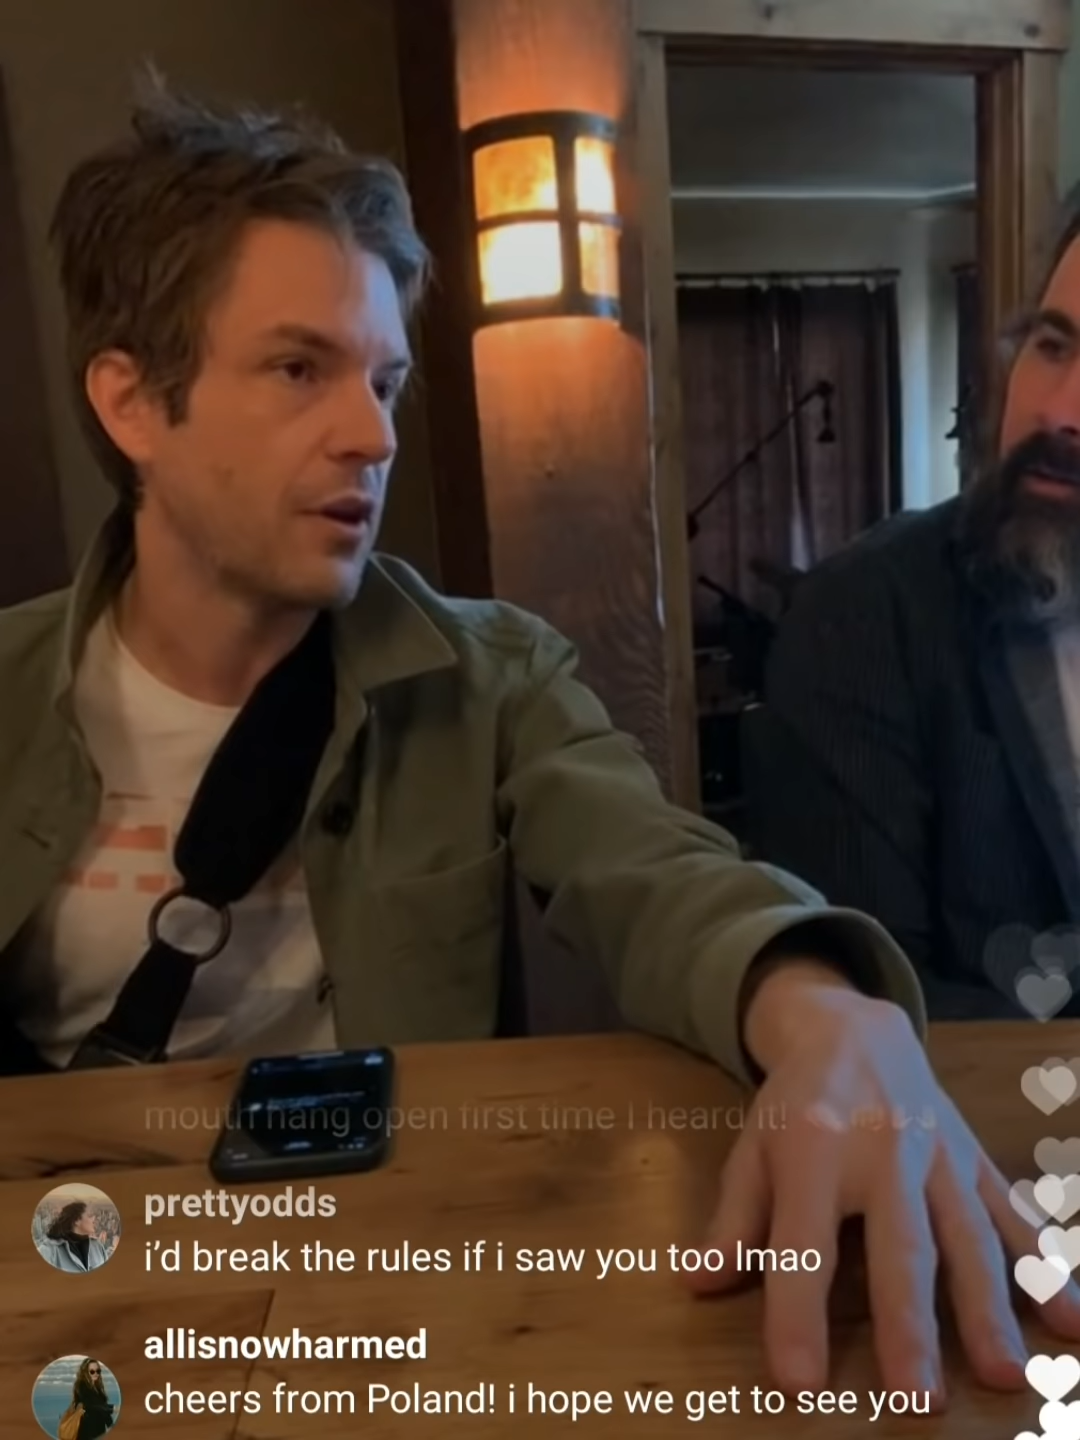 mouth hang open first time I heard it!
prettyodds
i'd break the rules if i saw you too lmao
allisnowharmed
cheers from Poland! i hope we get to see you